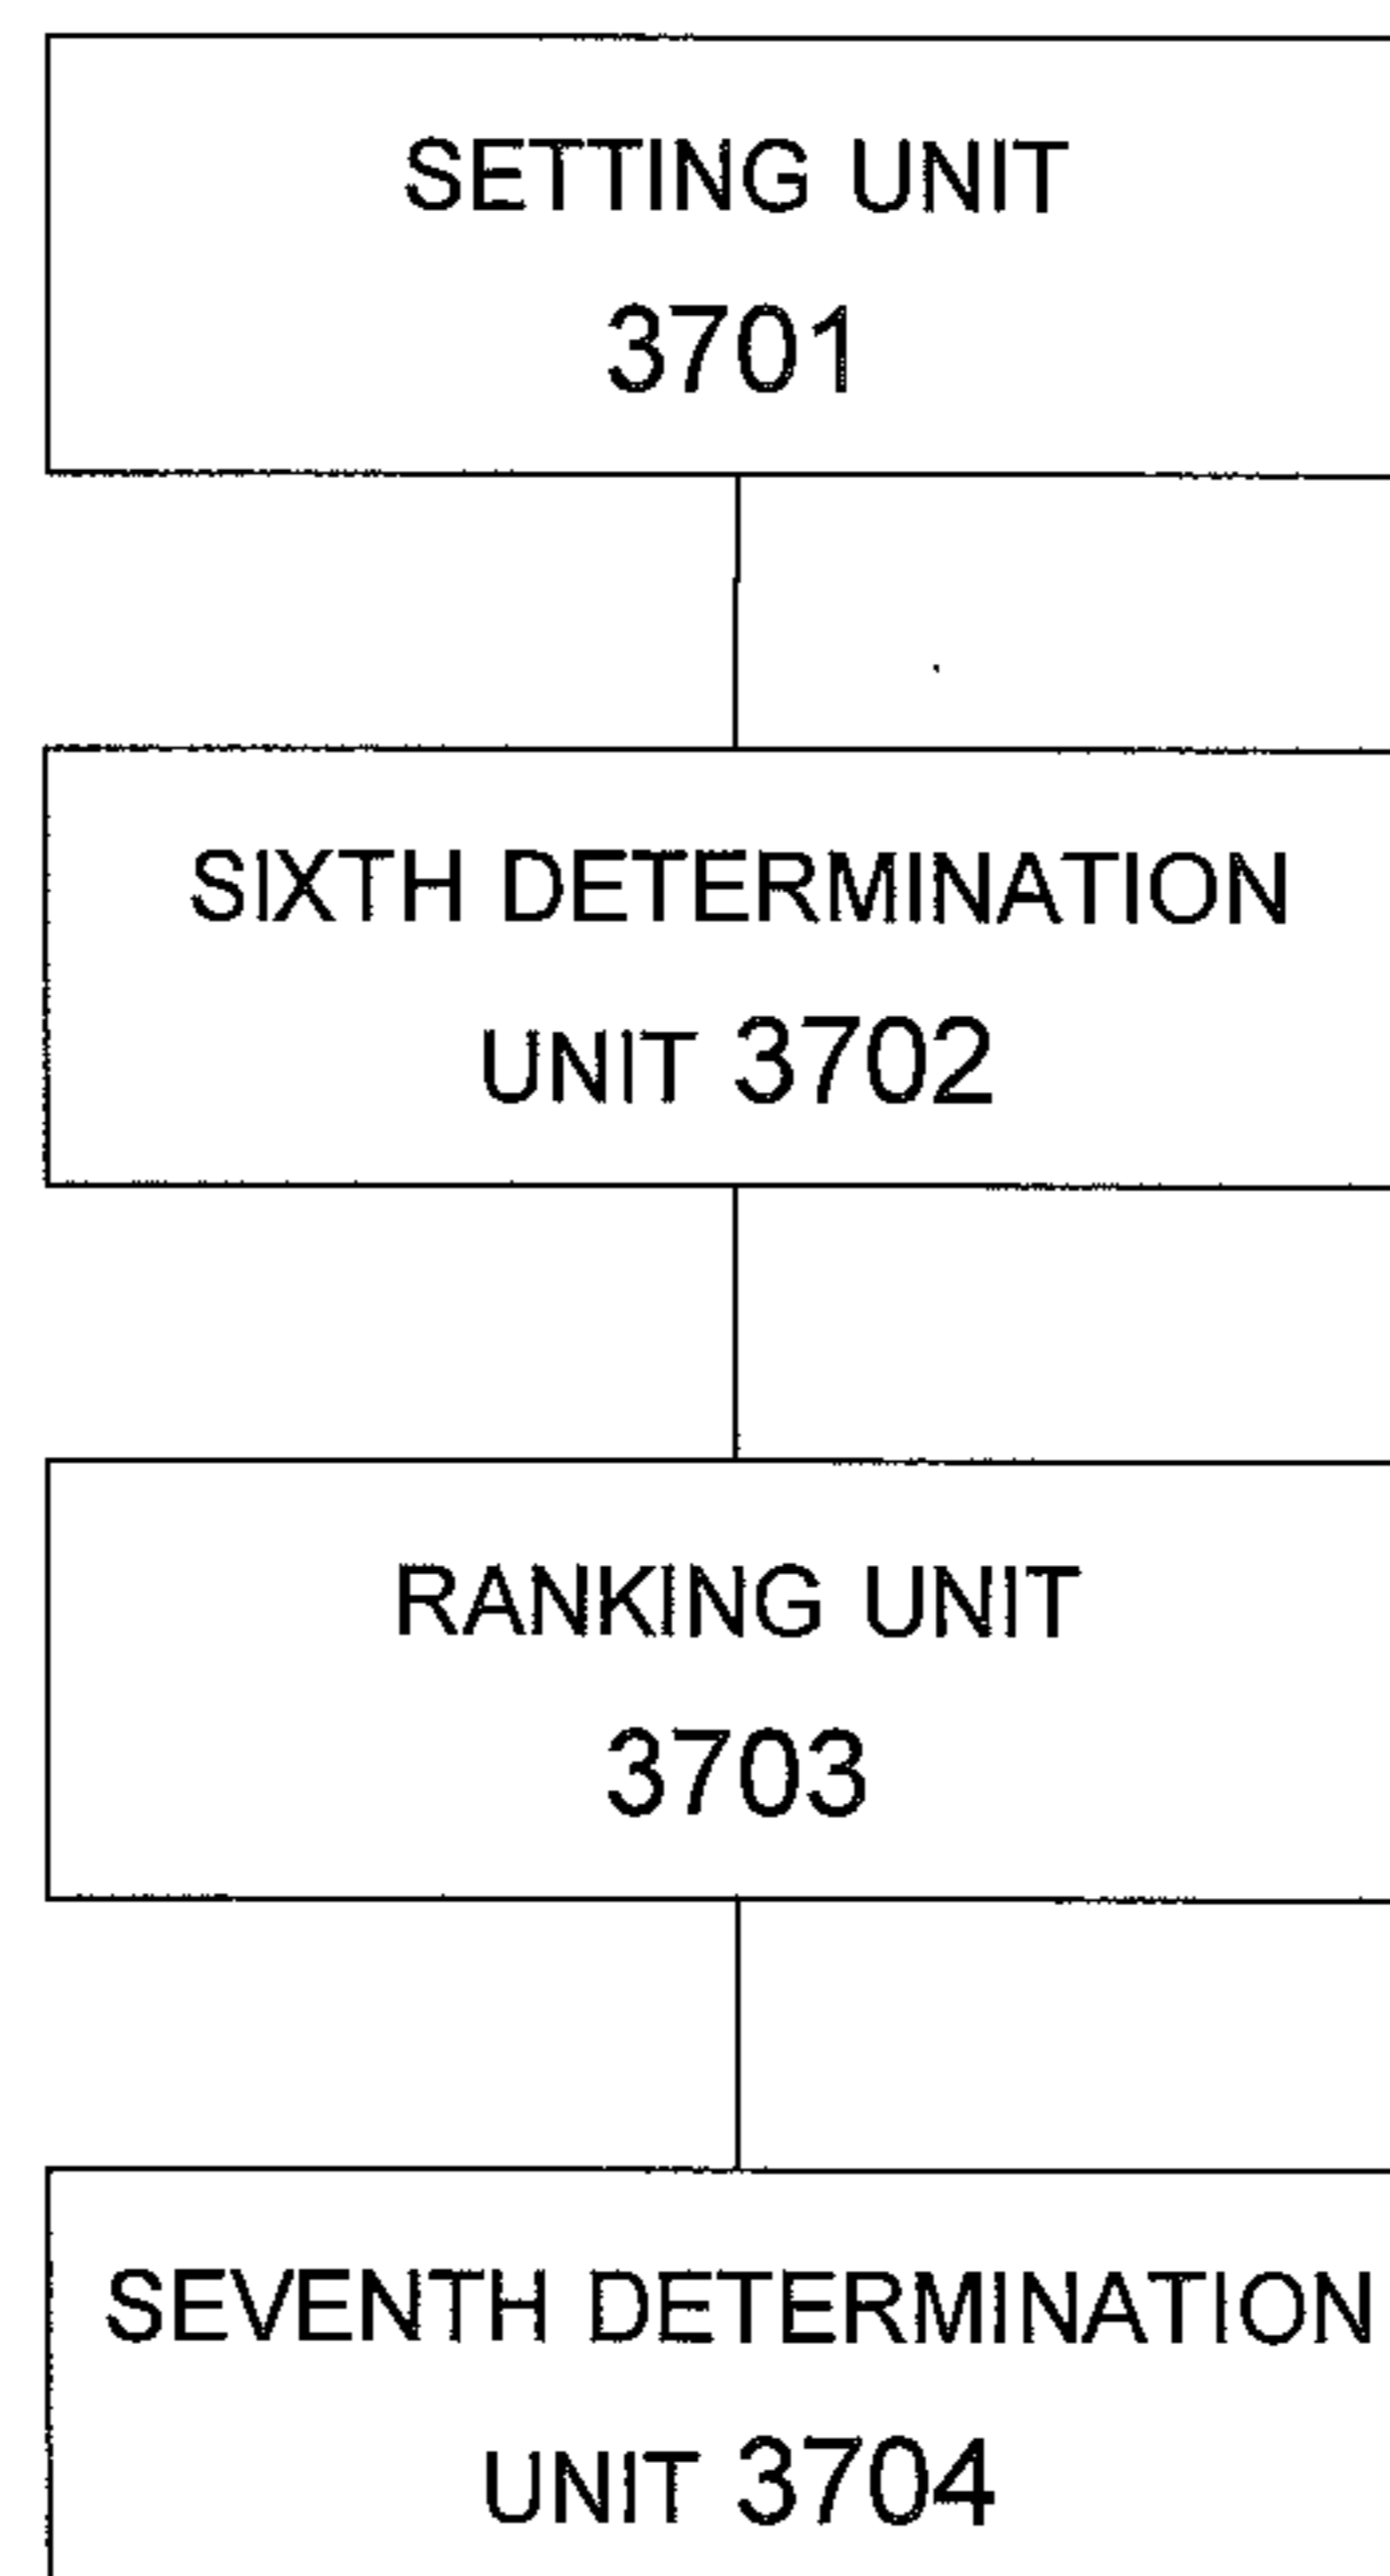 SETTING UNIT
3701
SIXTH DETERMINATION
UNIT 3702
RANKING UNIT
3703
SEVENTH DETERMINATION
UNIT 3704